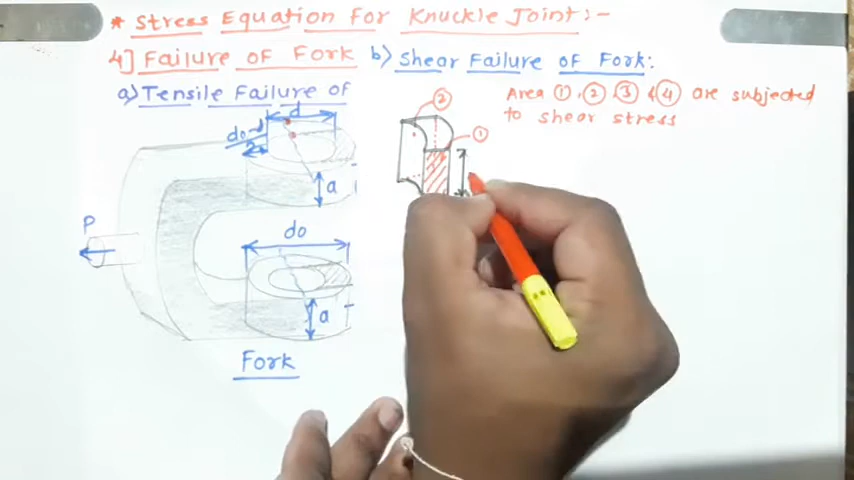 * Stress Equation For Knuckle Joint:-
4] Failure of Fork
b) Shear Failure of Fork:
a) Tensile Failure of
Area ①, ②, ③ & ④ are subjected
to shear stress
②
①
d
do-d
2
a
P
do
a
Fork